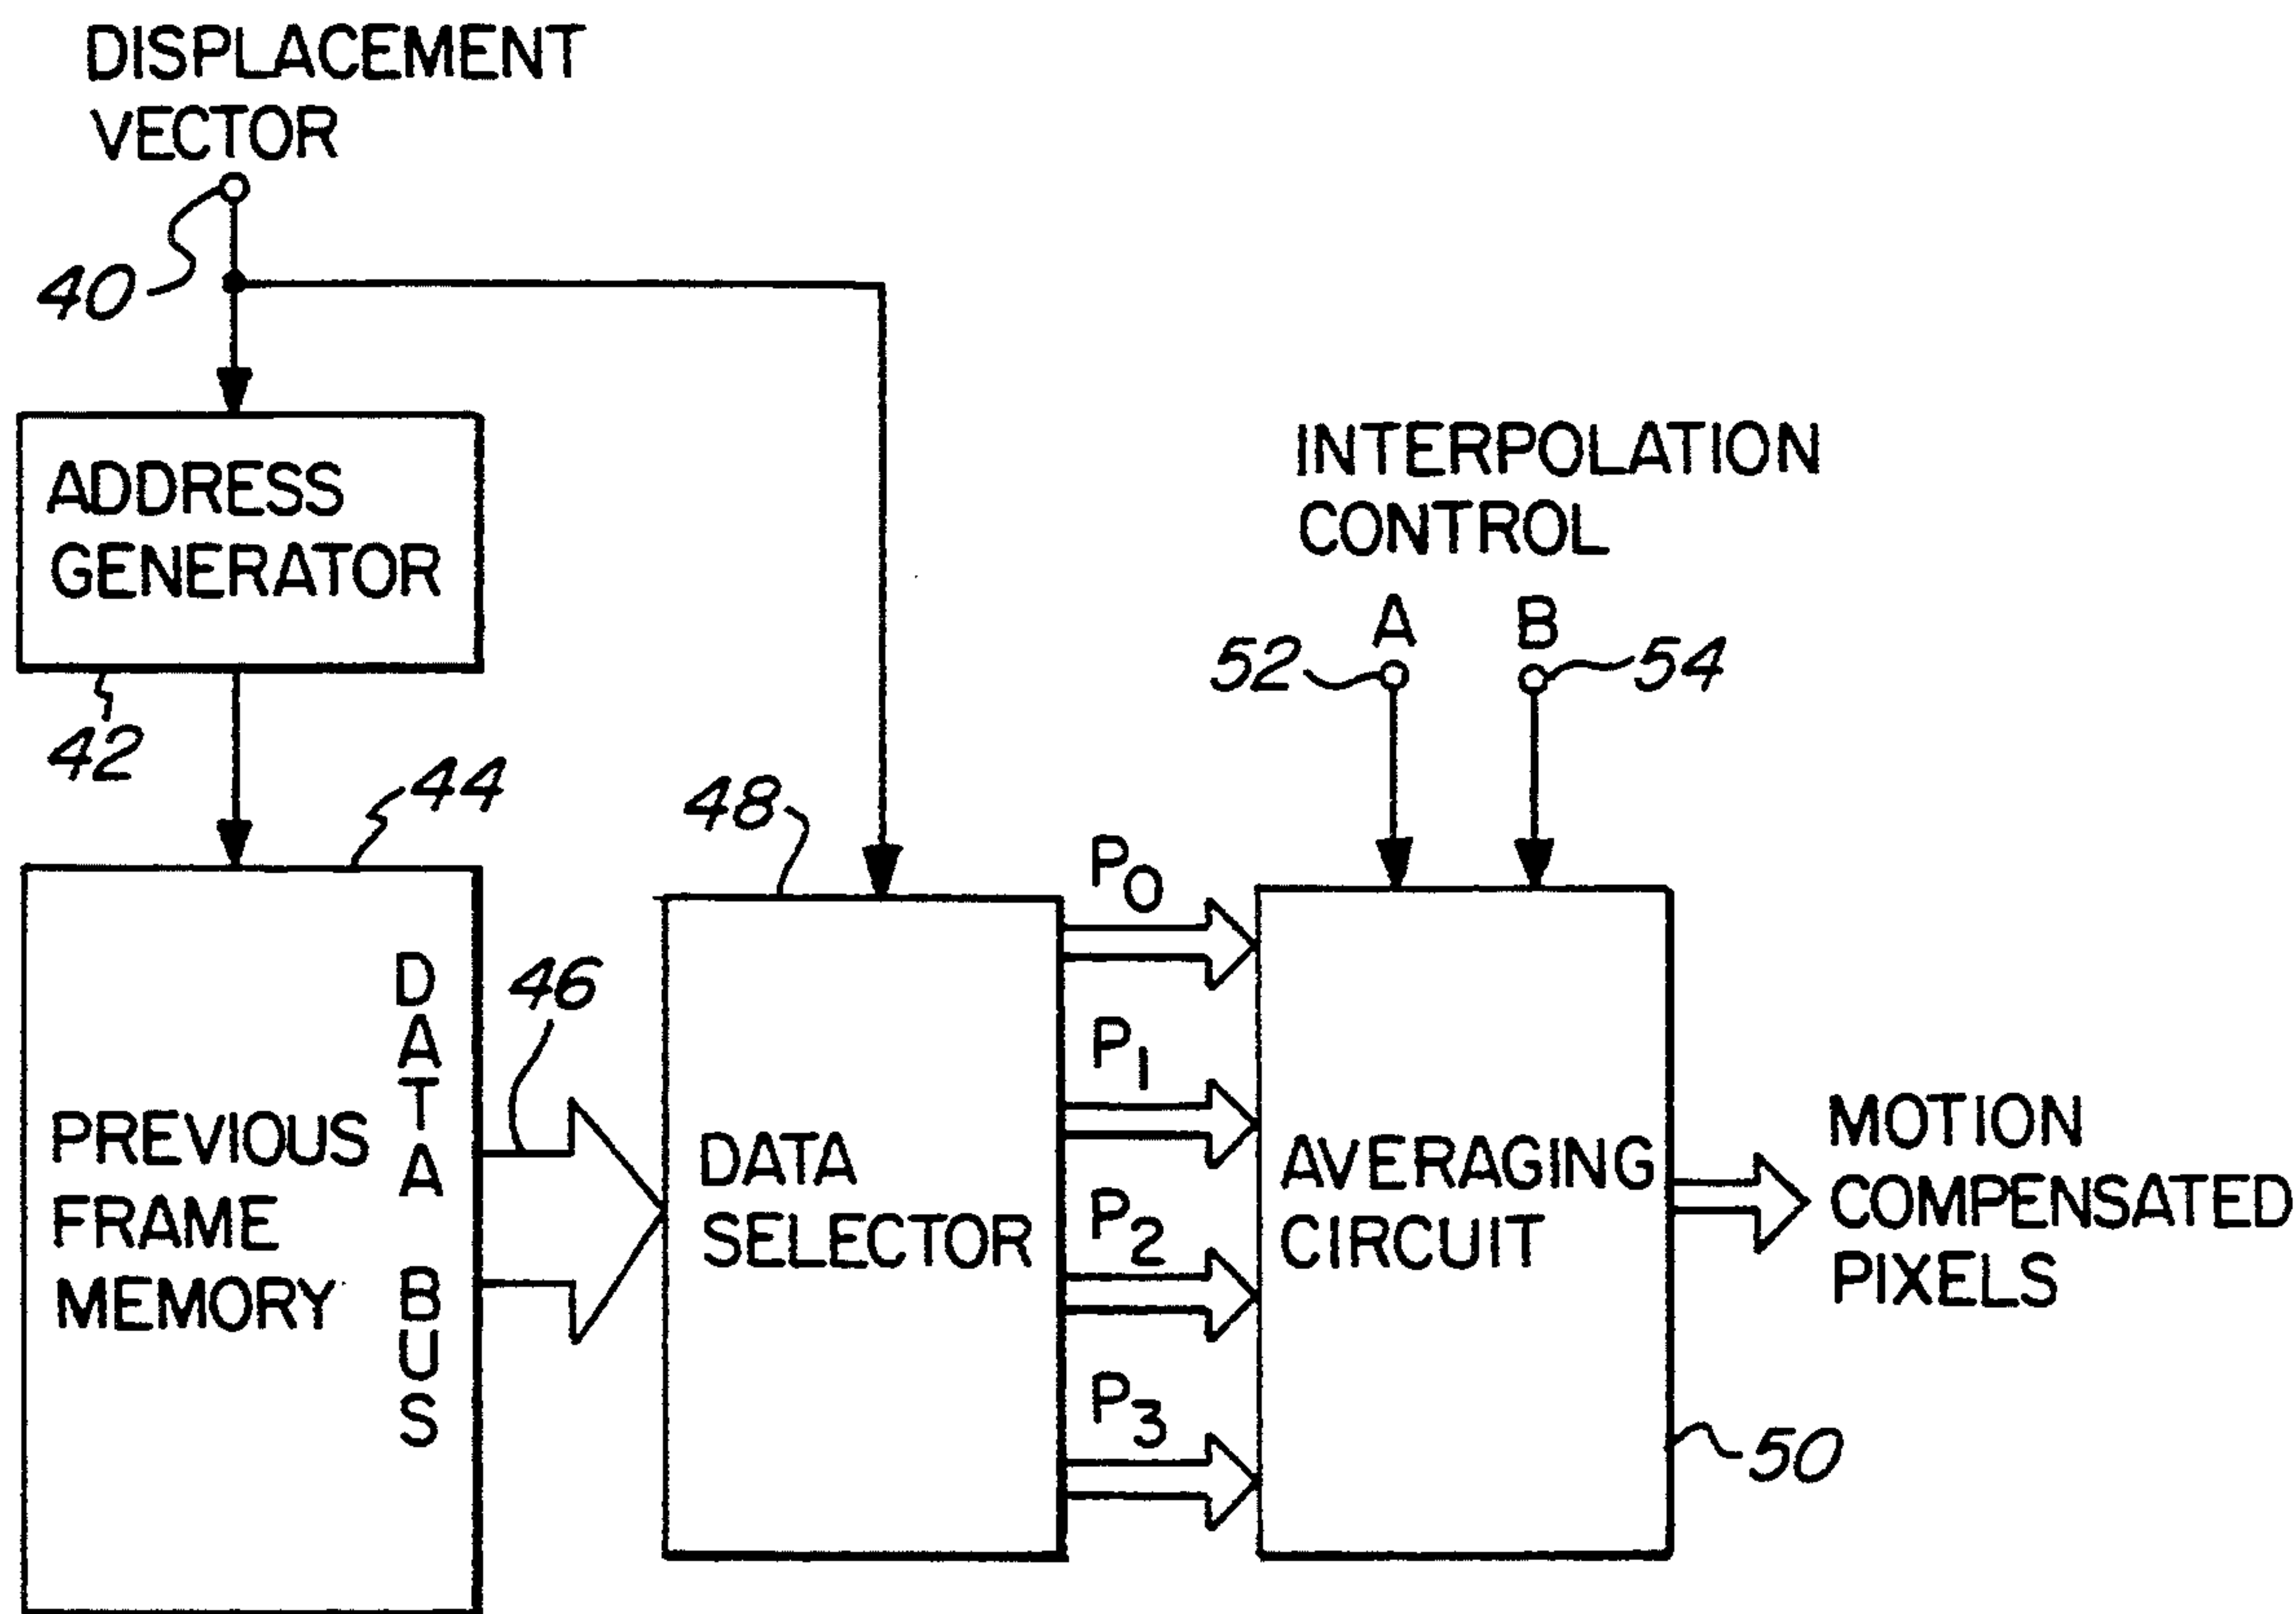 DISPLACEMENT
VECTOR
40
ADDRESS
GENERATOR
42
INTERPOLATION
CONTROL
A B
52
54
44
48
46
PREVIOUS
FRAME
MEMORY
DATA BUS
DATA
SELECTOR
P0
P1
P2
P3
AVERAGING
CIRCUIT
50
MOTION
COMPENSATED
PIXELS